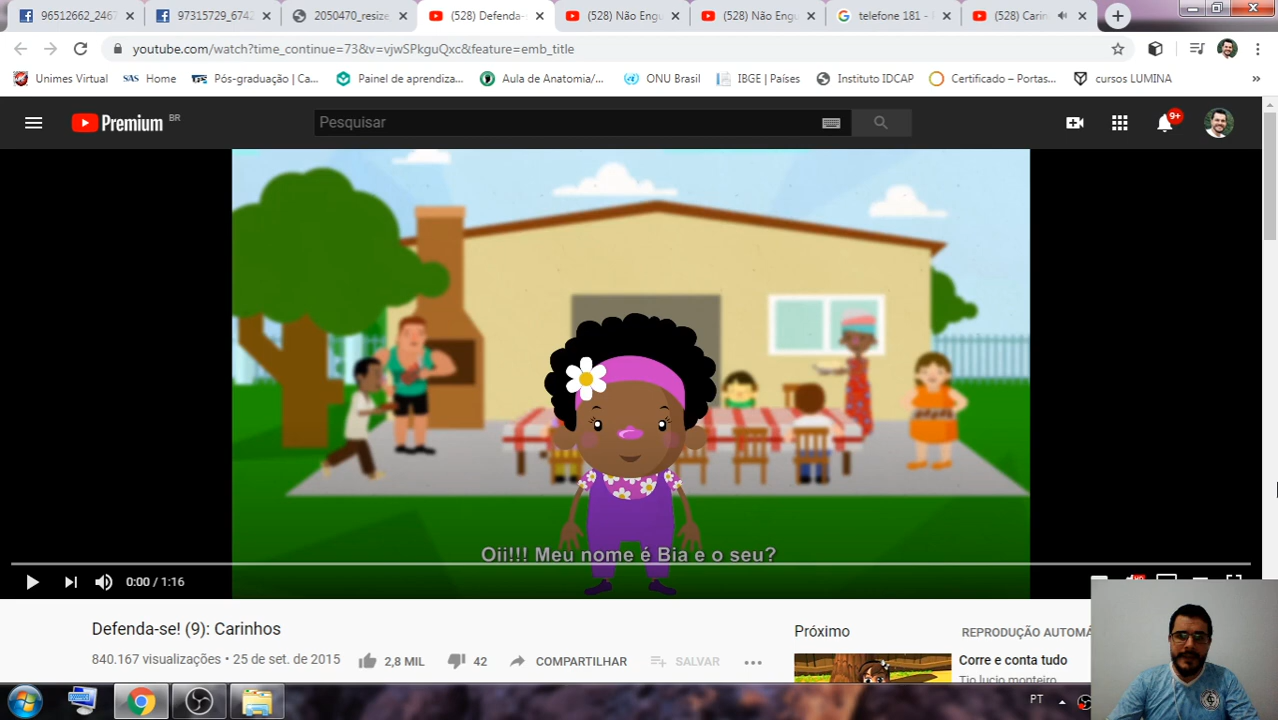 96512662_2467
97315729_6742
2050470_resize
(528) Defenda-
(528) Não Engu
(528) Não Engu
telefone 181 -
(528) Carin
youtube.com/watch?time_continue=73&v=vjwSPkguQxc&feature=emb_title
Unimes Virtual
SAS Home
Pós-graduação | Ca...
Painel de aprendiza...
Aula de Anatomia/...
ONU Brasil
IBGE | Países
Instituto IDCAP
Certificado – Portas...
cursos LUMINA
»
Premium BR
Pesquisar
9+
Oii!!! Meu nome é Bia e o seu?
0:00 / 1:16
Defenda-se! (9): Carinhos
840.167 visualizações • 25 de set. de 2015
2,8 MIL
42
COMPARTILHAR
SALVAR
Próximo
REPRODUÇÃO AUTOMÁ
Corre e conta tudo
Tio lucio monteiro
PT